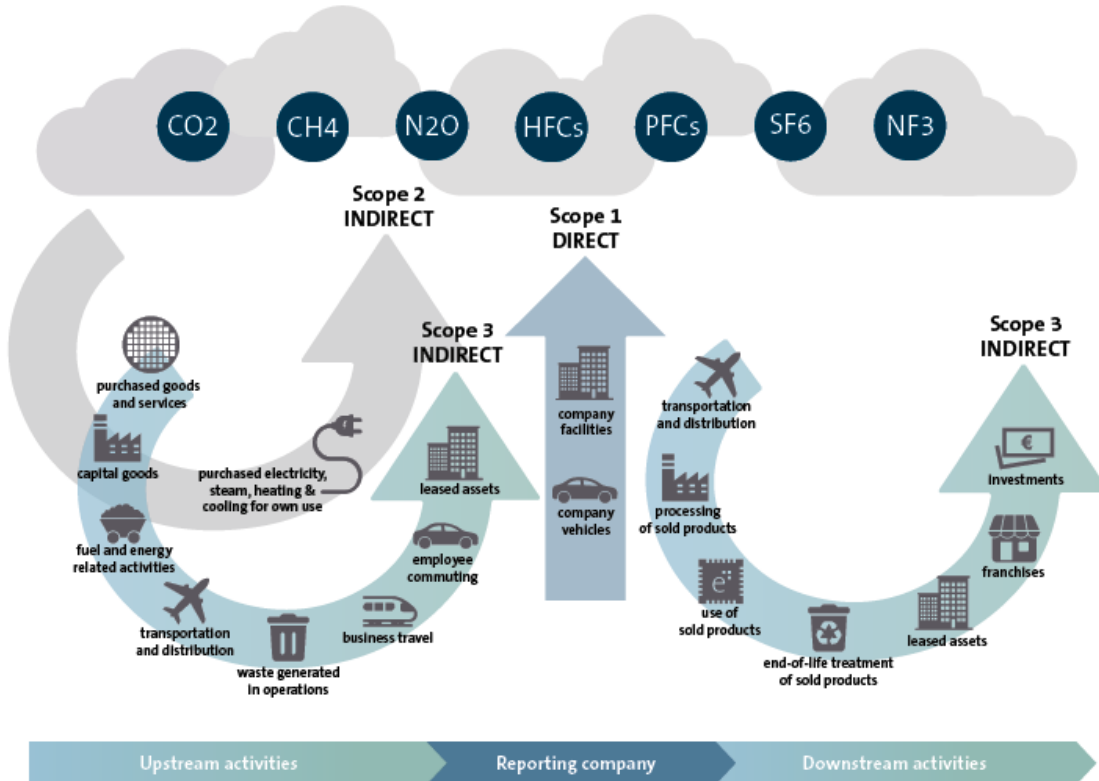 CO2
CH4
N2O
HFCs
PFCs
SF6
NF3
Scope 2
INDIRECT
Scope 1
DIRECT
Scope 3
INDIRECT
Scope 3
INDIRECT
purchased goods
and services
capital goods
fuel and energy
related activities
transportation
and distribution
waste generated
in operations
business travel
employee
commuting
leased assets
purchased electricity,
steam, heating &
cooling for own use
company
facilities
company
vehicles
transportation
and distribution
processing
of sold products
e
use of
sold products
end-of-life treatment
of sold products
leased assets
franchises
€
investments
Upstream activities
Reporting company
Downstream activities